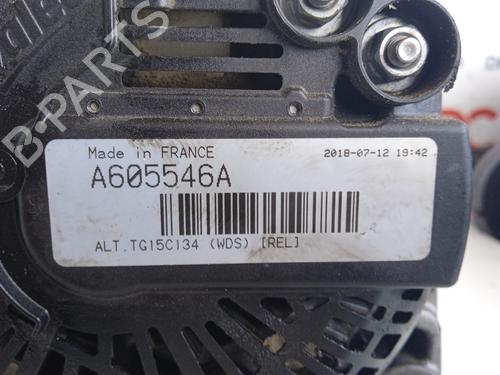 B-PARTS
Made in FRANCE 2018-07-12 19:42
A605546A
ALT.TG15C134 (WDS) [REL]